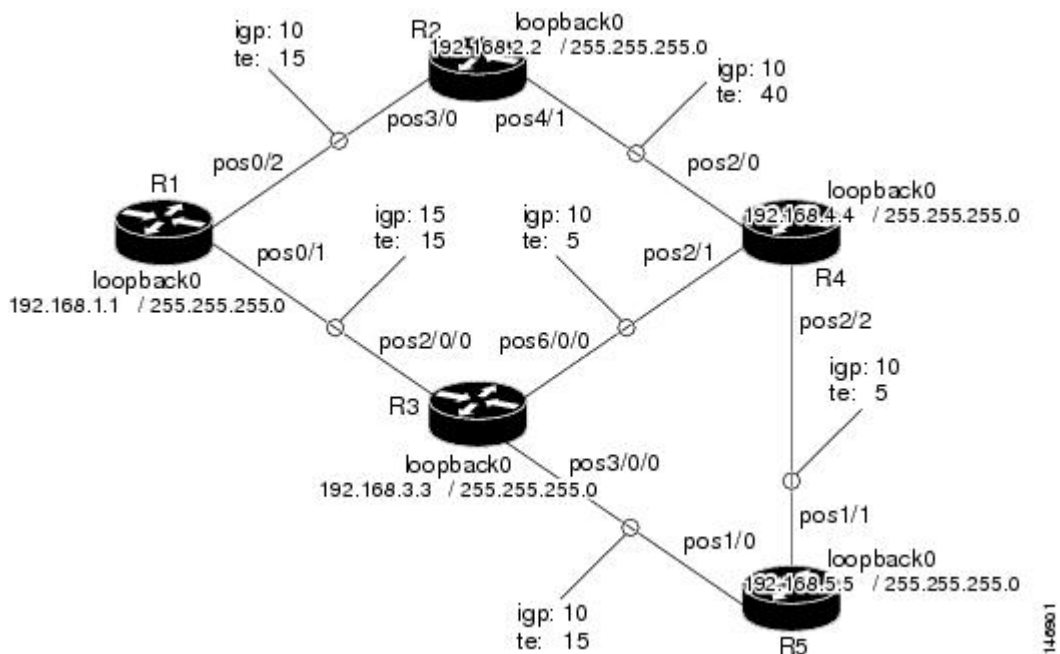 igp: 10
te: 15
R2
loopback0
192.168.2.2 / 255.255.255.0
igp: 10
te: 40
pos3/0
pos4/1
pos0/2
pos2/0
R1
loopback0
192.168.4.4 / 255.255.255.0
igp: 15
te: 15
igp: 10
te: 5
pos0/1
pos2/1
loopback0
192.168.1.1 / 255.255.255.0
R4
pos2/2
pos2/0/0
pos6/0/0
igp: 10
te: 5
R3
loopback0
192.168.3.3 / 255.255.255.0
pos3/0/0
pos1/1
pos1/0
loopback0
192.168.5.5 / 255.255.255.0
igp: 10
te: 15
R5
146901